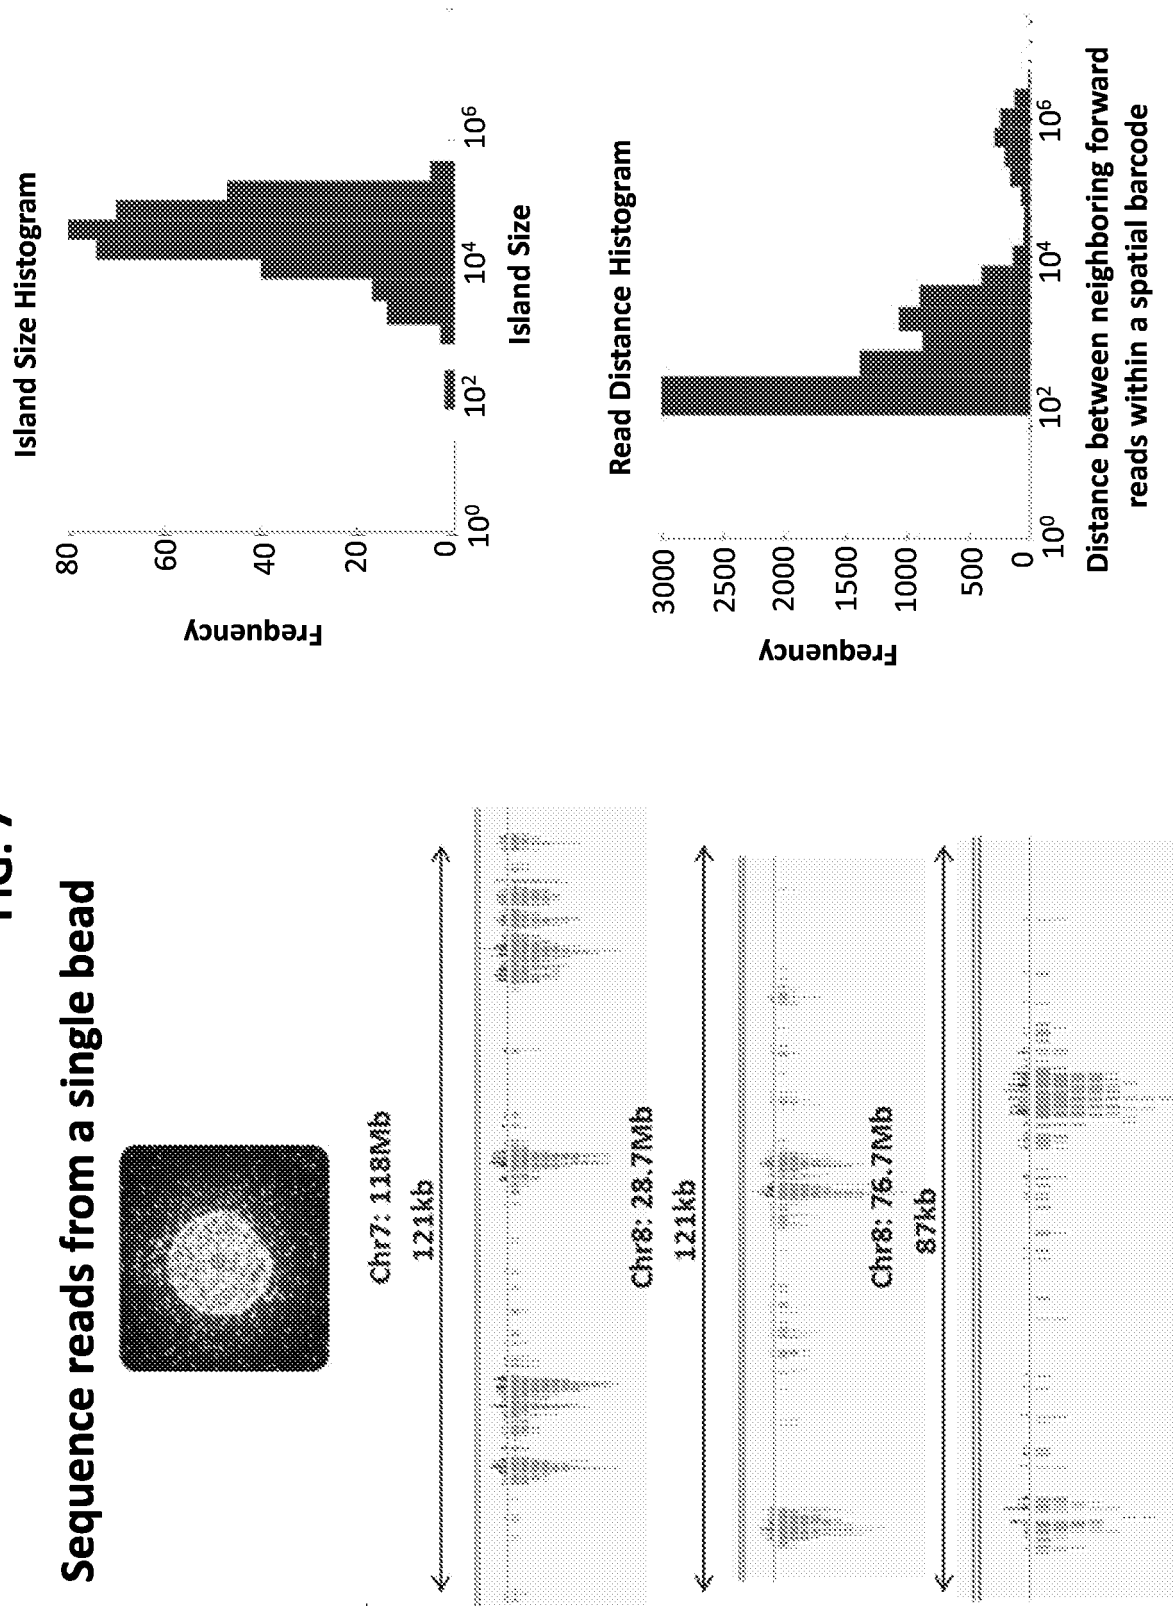 FIG. 7
Sequence reads from a single bead
Chr7: 118Mb
121kb
Chr8: 28.7Mb
121kb
Chr8: 76.7Mb
87kb
Island Size Histogram
Frequency
80
60
40
20
0
10⁰
10²
10⁴
10⁶
Island Size
Read Distance Histogram
Frequency
3000
2500
2000
1500
1000
500
0
10⁰
10²
10⁴
10⁶
Distance between neighboring forward
reads within a spatial barcode